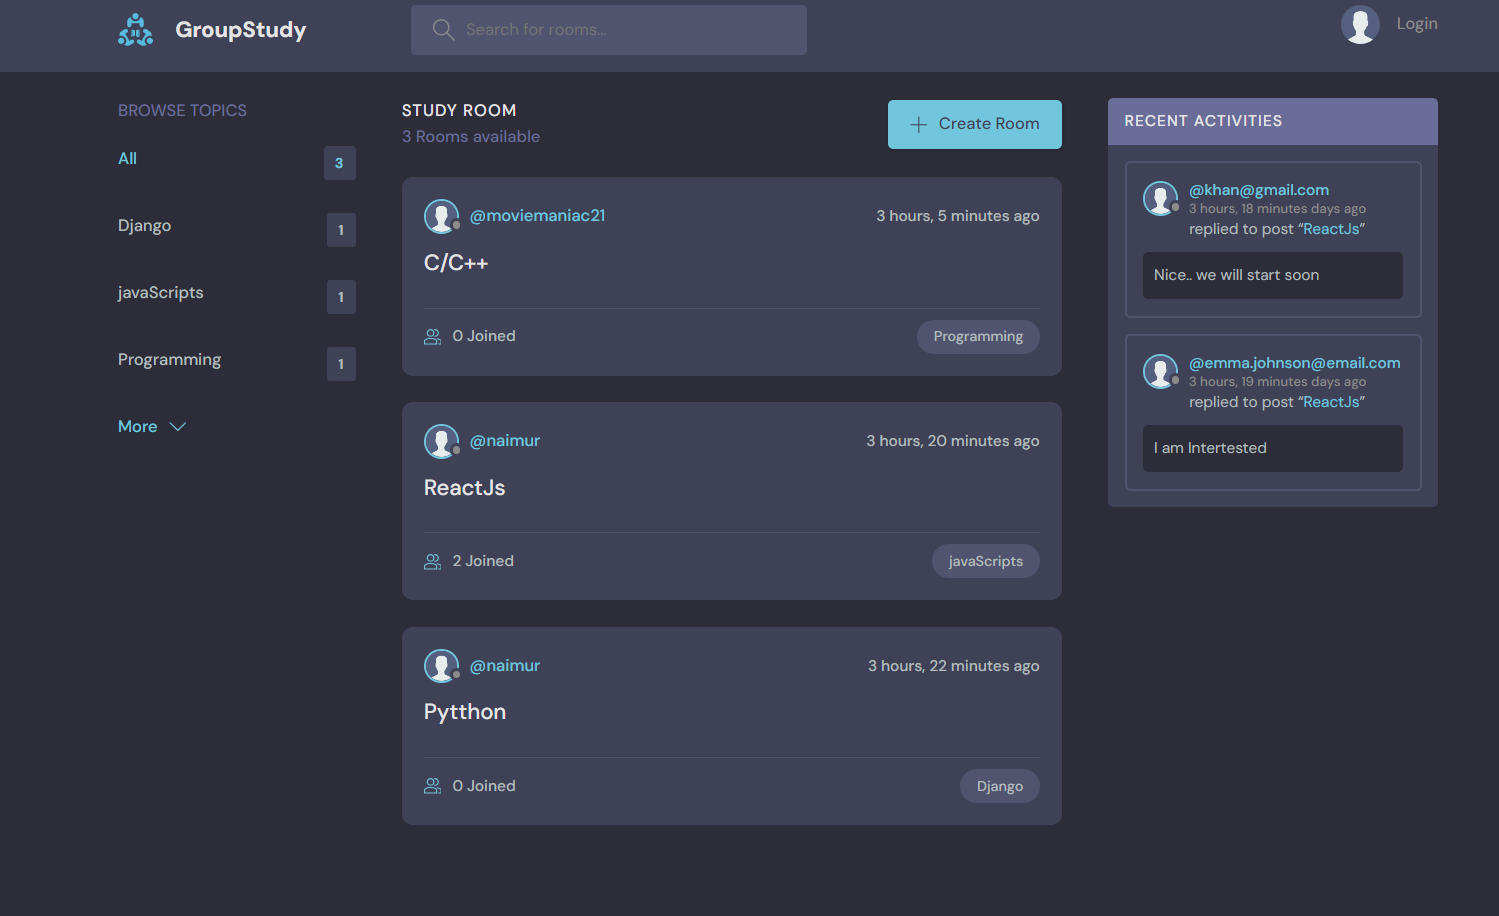 GroupStudy
Search for rooms...
Login
BROWSE TOPICS
All
3
Django
1
javaScripts
1
Programming
1
More
STUDY ROOM
3 Rooms available
Create Room
@moviemaniac21
3 hours, 5 minutes ago
C/C++
0 Joined
Programming
@naimur
3 hours, 20 minutes ago
ReactJs
2 Joined
javaScripts
@naimur
3 hours, 22 minutes ago
Pytthon
0 Joined
Django
RECENT ACTIVITIES
@khan@gmail.com
3 hours, 18 minutes days ago
replied to post “ReactJs”
Nice.. we will start soon
@emma.johnson@email.com
3 hours, 19 minutes days ago
replied to post “ReactJs”
I am Intertested